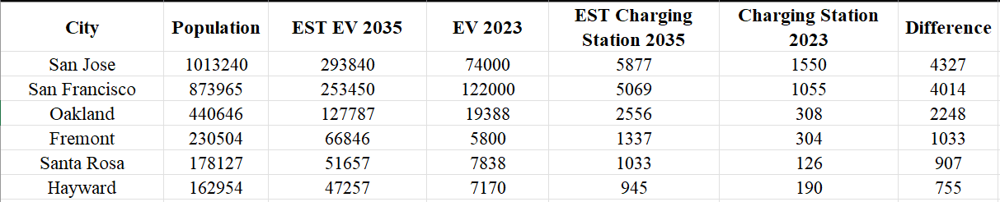 City Population EST EV 2035 EV 2023 EST Charging Station 2035 Charging Station 2023 Difference
San Jose 1013240 293840 74000 5877 1550 4327
San Francisco 873965 253450 122000 5069 1055 4014
Oakland 440646 127787 19388 2556 308 2248
Fremont 230504 66846 5800 1337 304 1033
Santa Rosa 178127 51657 7838 1033 126 907
Hayward 162954 47257 7170 945 190 755